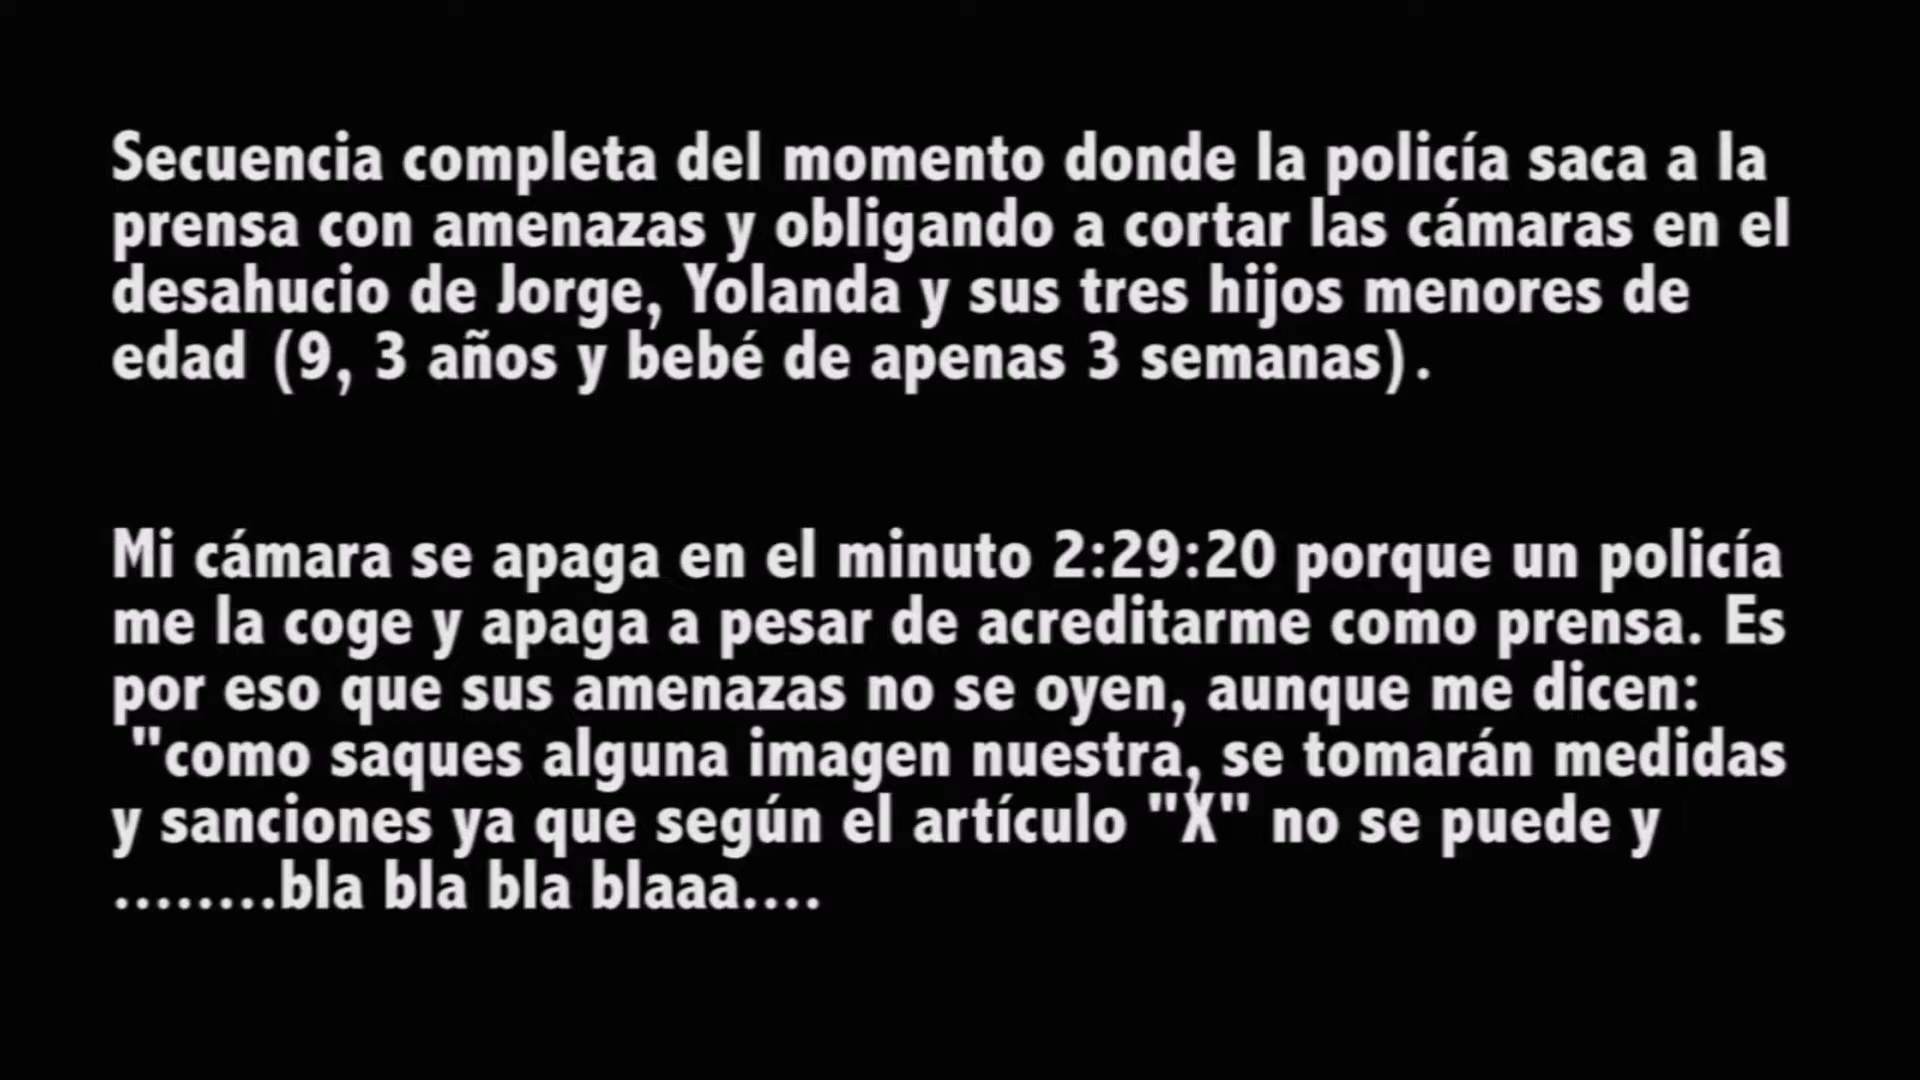 Secuencia completa del momento donde la policía saca a la
prensa con amenazas y obligando a cortar las cámaras en el
desahucio de Jorge, Yolanda y sus tres hijos menores de
edad (9, 3 años y bebé de apenas 3 semanas).
Mi cámara se apaga en el minuto 2:29:20 porque un policía
me la coge y apaga a pesar de acreditarme como prensa. Es
por eso que sus amenazas no se oyen, aunque me dicen:
"como saques alguna imagen nuestra, se tomarán medidas
y sanciones ya que según el artículo "X" no se puede y
........bla bla bla blaaa....